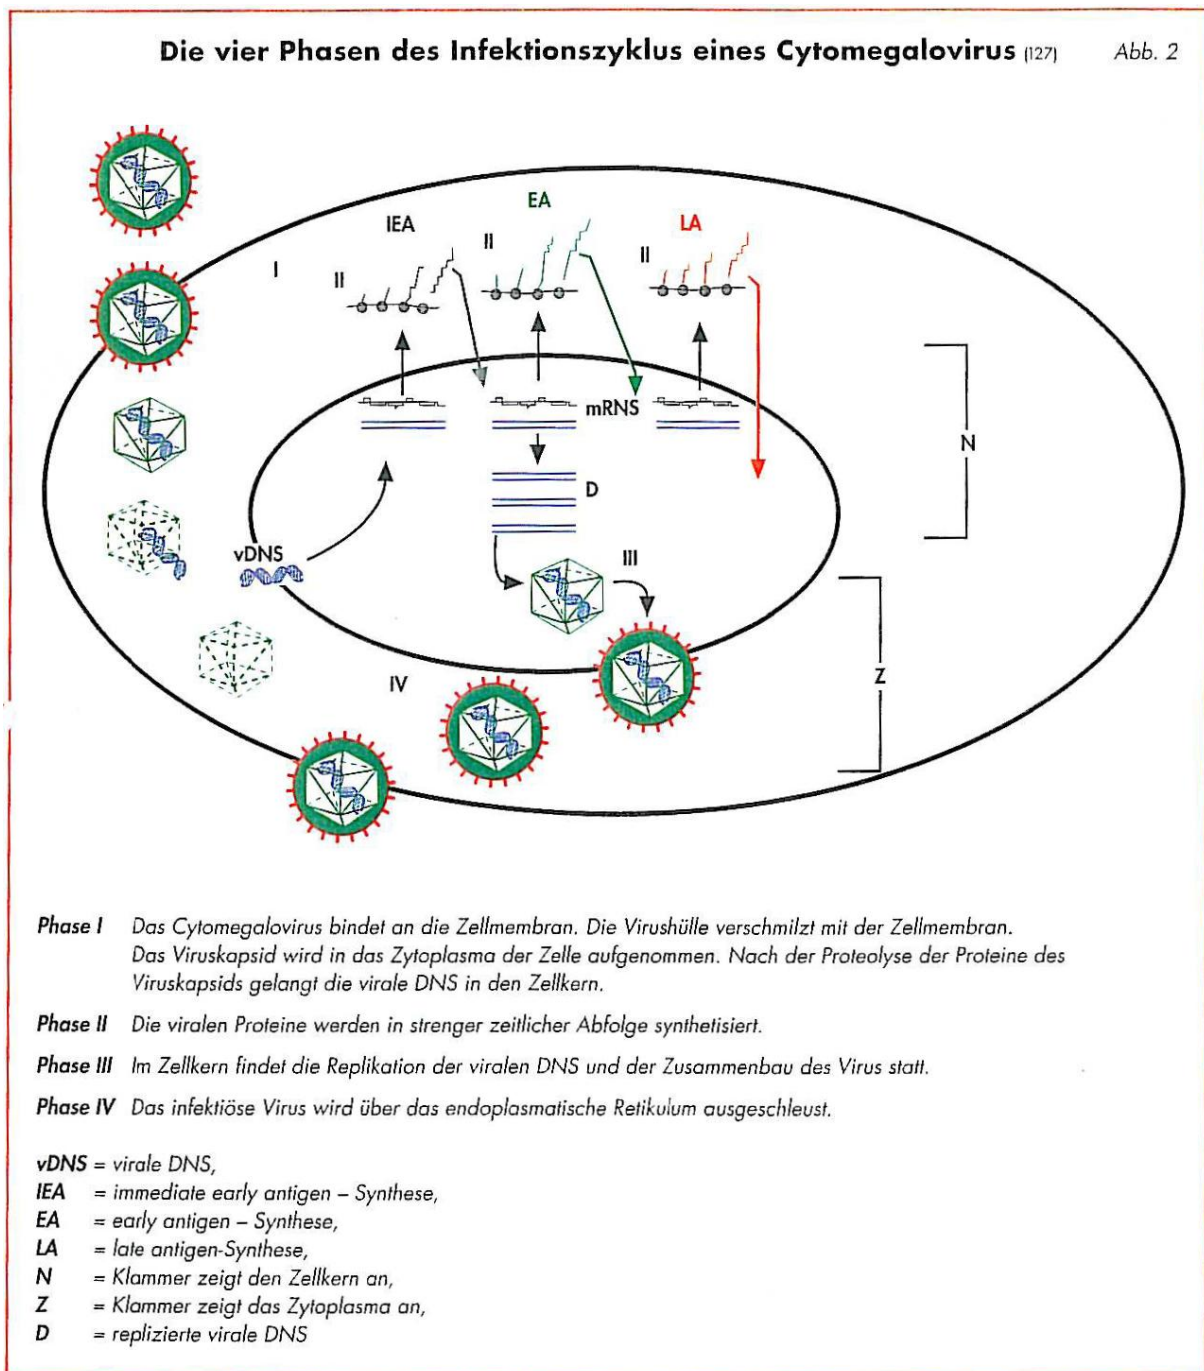 Die vier Phasen des Infektionszyklus eines Cytomegalovirus (127) Abb. 2
EA
IEA
LA
II
II
II
I
mRNS
N
D
vDNS
III
Z
IV
Phase I Das Cytomegalovirus bindet an die Zellmembran. Die Virushülle verschmilzt mit der Zellmembran.
Das Viruskapsid wird in das Zytoplasma der Zelle aufgenommen. Nach der Proteolyse der Proteine des
Viruskapsids gelangt die virale DNS in den Zellkern.
Phase II Die viralen Proteine werden in strenger zeitlicher Abfolge synthetisiert.
Phase III Im Zellkern findet die Replikation der viralen DNS und der Zusammenbau des Virus statt.
Phase IV Das infektiöse Virus wird über das endoplasmatische Retikulum ausgeschleust.
vDNS = virale DNS,
IEA = immediate early antigen – Synthese,
EA = early antigen – Synthese,
LA = late antigen-Synthese,
N = Klammer zeigt den Zellkern an,
Z = Klammer zeigt das Zytoplasma an,
D = replizierte virale DNS